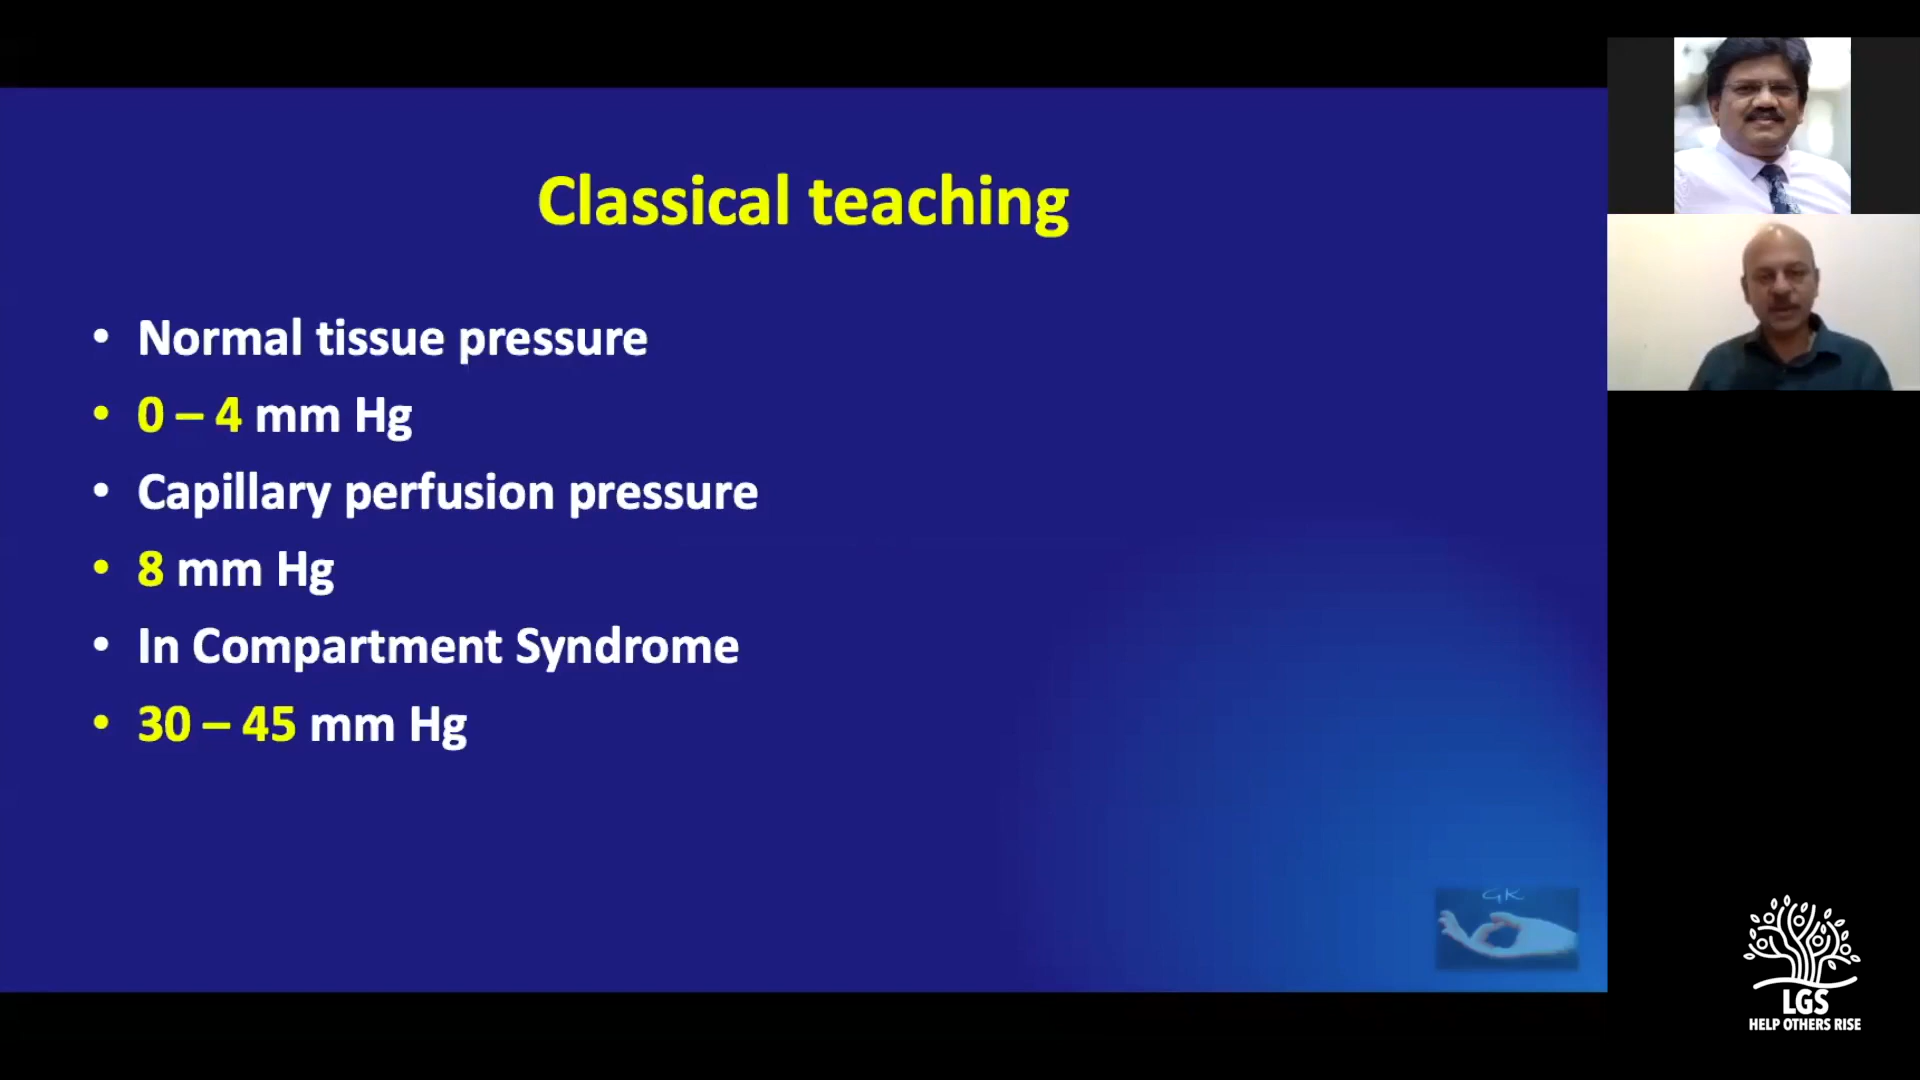 Classical teaching
• Normal tissue pressure
• 0 – 4 mm Hg
• Capillary perfusion pressure
• 8 mm Hg
• In Compartment Syndrome
• 30 – 45 mm Hg
GK
LGS
HELP OTHERS RISE